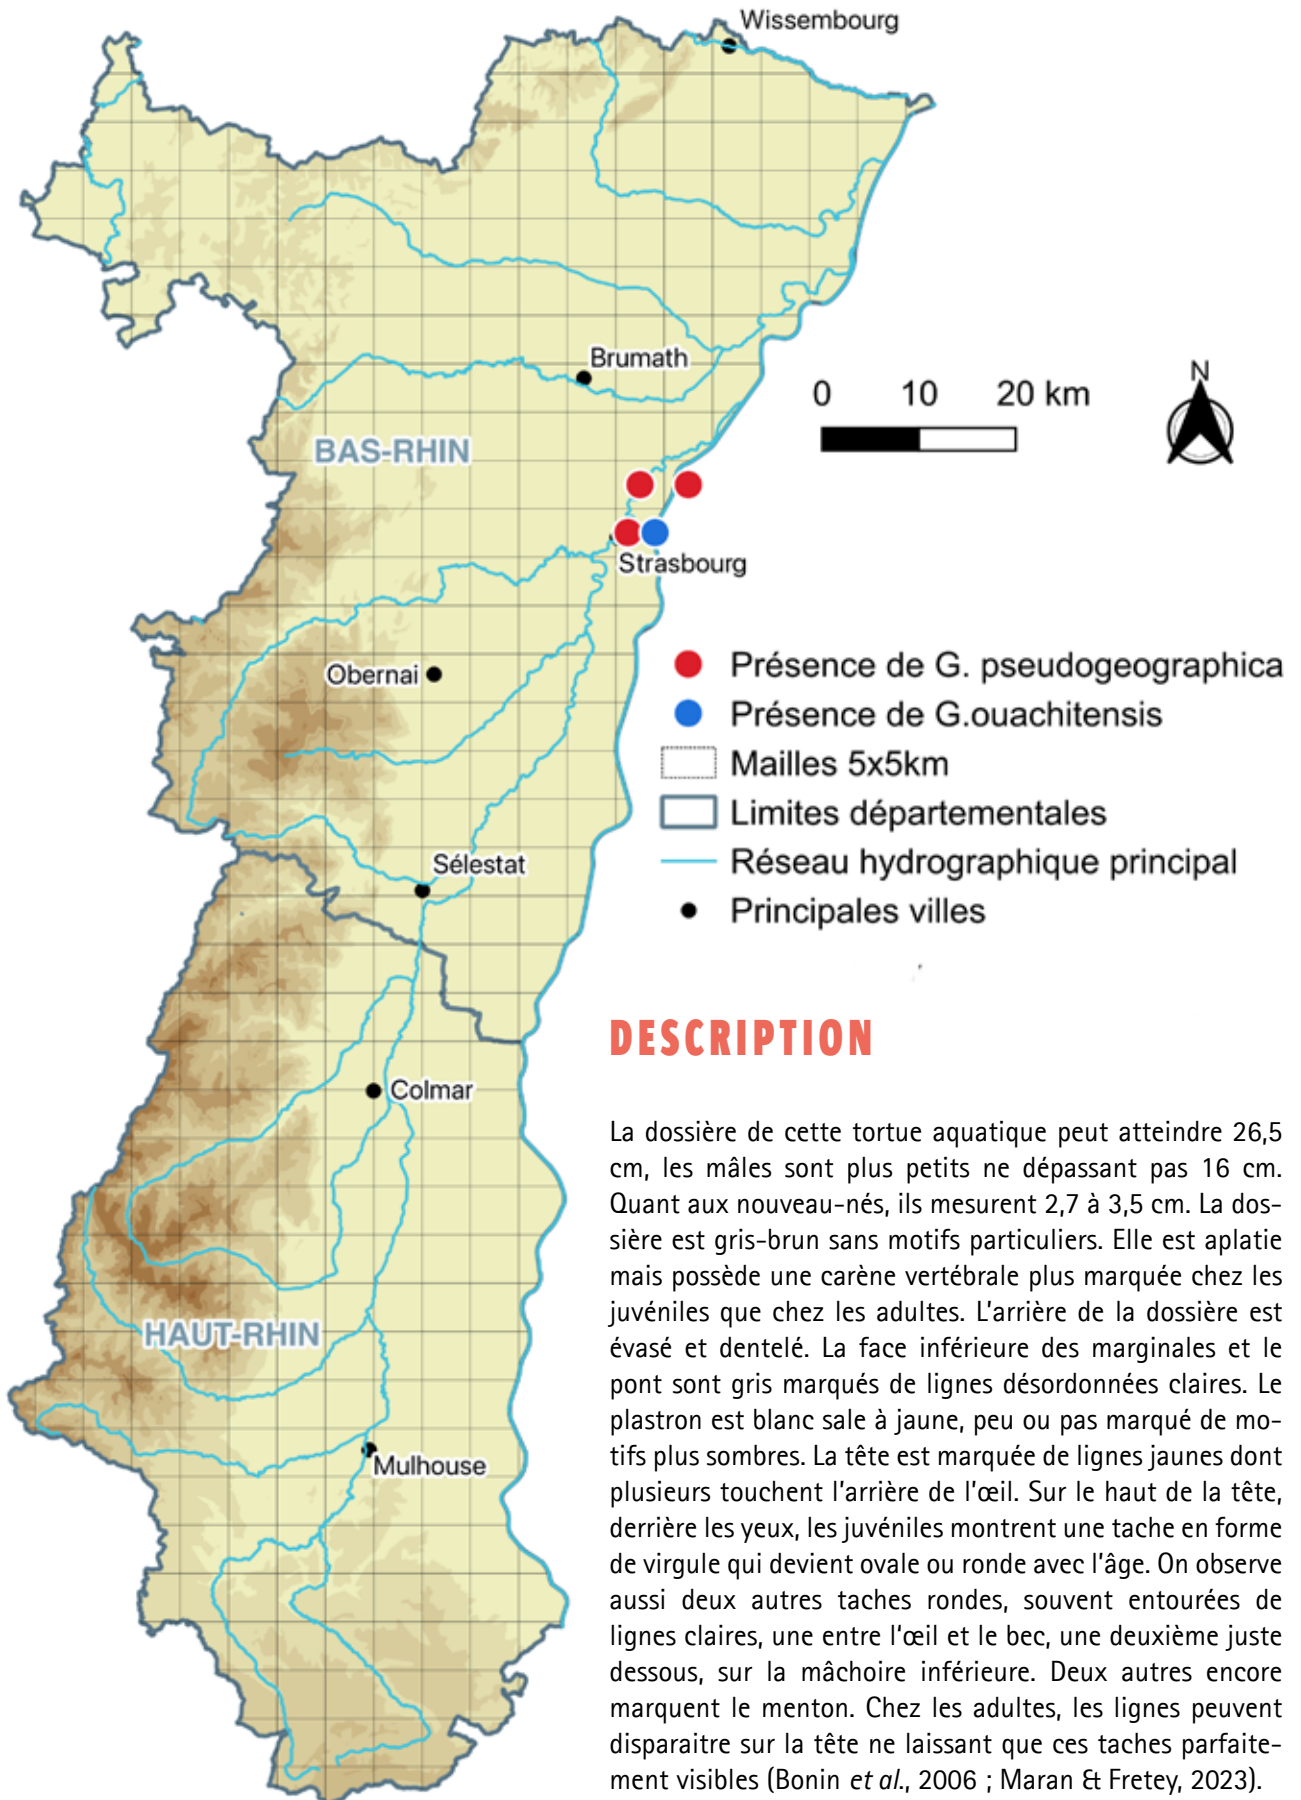 Wissembourg
Brumath
0 10 20 km
N
BAS-RHIN
Strasbourg
Obernai
Présence de G. pseudogeographica
Présence de G.ouachitensis
Mailles 5x5km
Limites départementales
Réseau hydrographique principal
Principales villes
Sélestat
Colmar
HAUT-RHIN
Mulhouse
DESCRIPTION
La dossière de cette tortue aquatique peut atteindre 26,5
cm, les mâles sont plus petits ne dépassant pas 16 cm.
Quant aux nouveau-nés, ils mesurent 2,7 à 3,5 cm. La dos-
sière est gris-brun sans motifs particuliers. Elle est aplatie
mais possède une carène vertébrale plus marquée chez les
juvéniles que chez les adultes. L'arrière de la dossière est
évasé et dentelé. La face inférieure des marginales et le
pont sont gris marqués de lignes désordonnées claires. Le
plastron est blanc sale à jaune, peu ou pas marqué de mo-
tifs plus sombres. La tête est marquée de lignes jaunes dont
plusieurs touchent l'arrière de l'œil. Sur le haut de la tête,
derrière les yeux, les juvéniles montrent une tache en forme
de virgule qui devient ovale ou ronde avec l'âge. On observe
aussi deux autres taches rondes, souvent entourées de
lignes claires, une entre l'œil et le bec, une deuxième juste
dessous, sur la mâchoire inférieure. Deux autres encore
marquent le menton. Chez les adultes, les lignes peuvent
disparaitre sur la tête ne laissant que ces taches parfaite-
ment visibles (Bonin et al., 2006 ; Maran & Fretey, 2023).